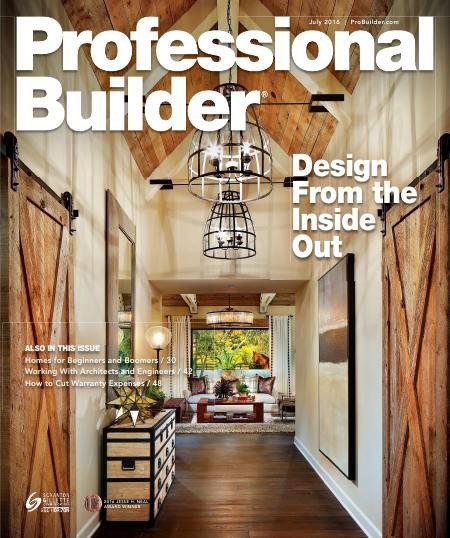 July 2016 | ProBuilder.com
Professional
Builder®
Design
From the
Inside
Out
ALSO IN THIS ISSUE
Homes for Beginners and Boomers / 30
Working With Architects and Engineers / 42
How to Cut Warranty Expenses / 48
SCRANTON
GILLETTE
2016 JESSE H. NEAL
AWARD WINNER